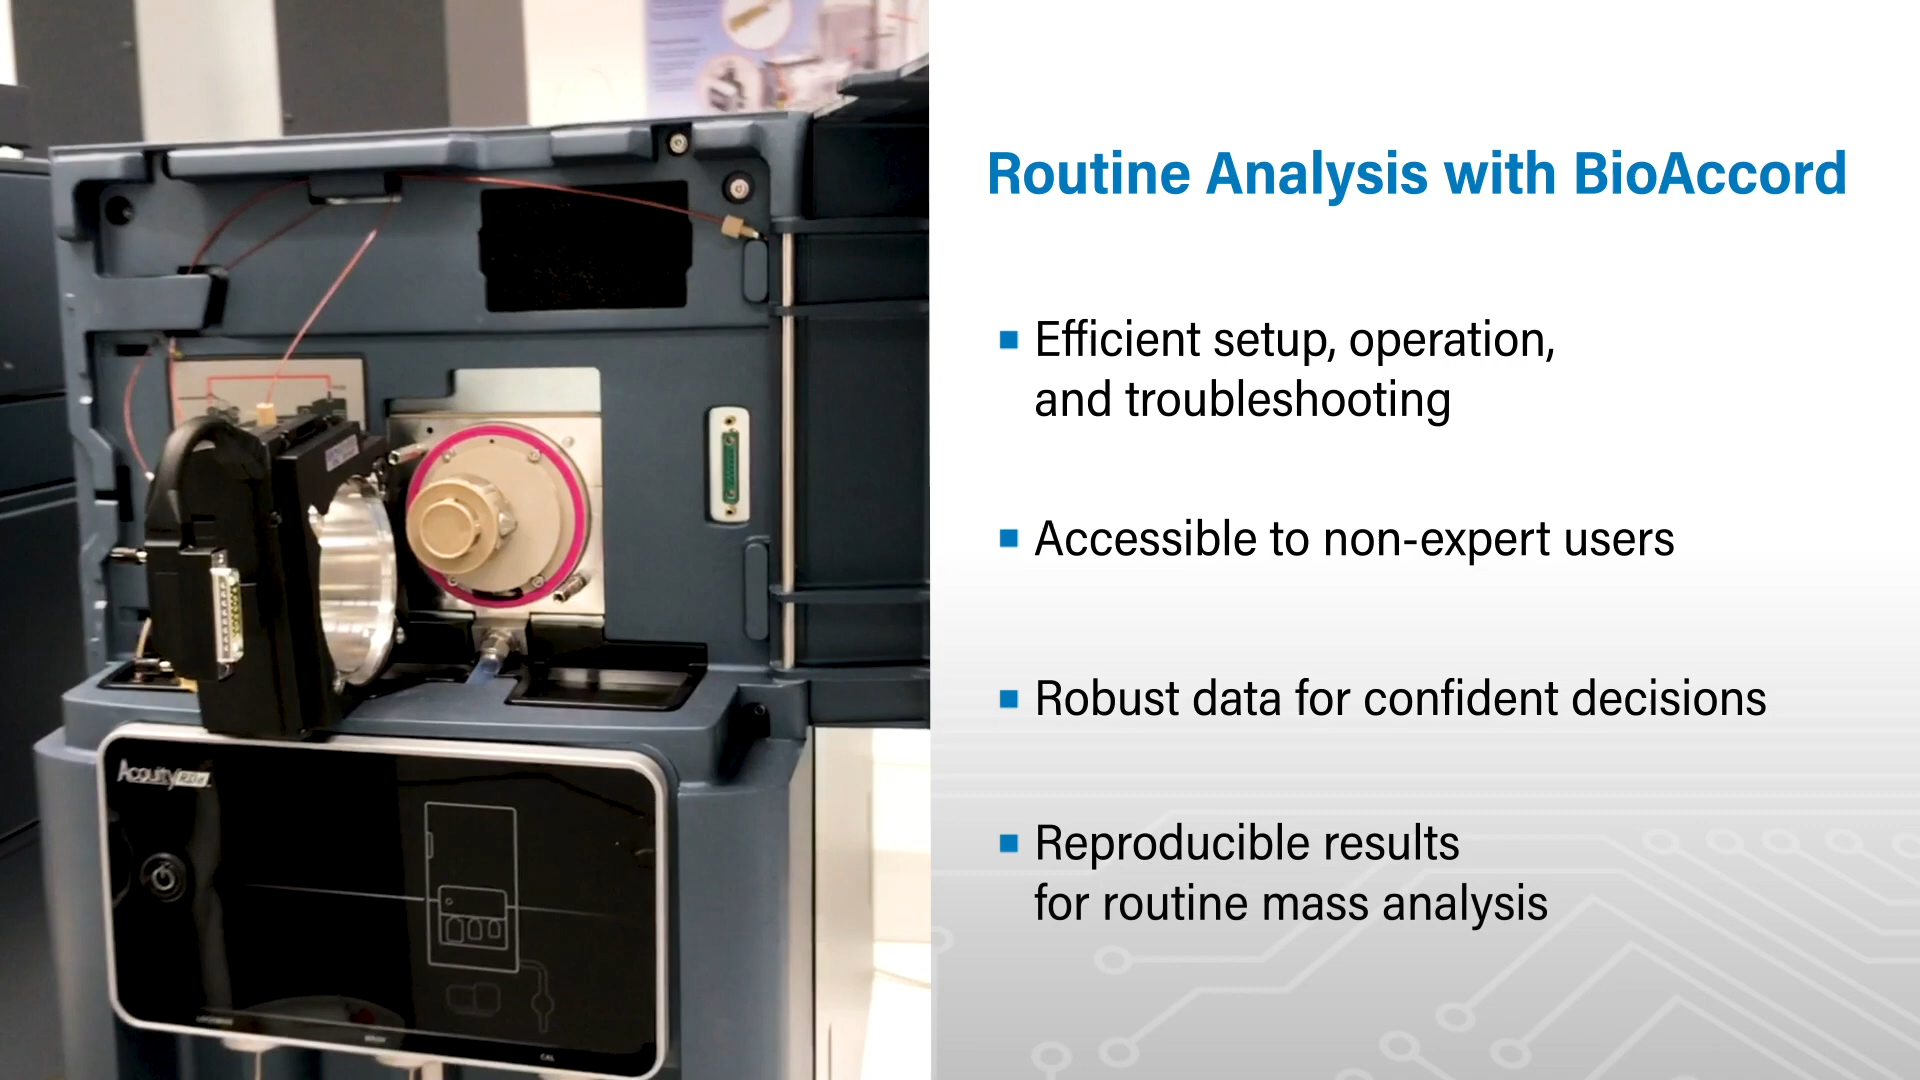 Routine Analysis with BioAccord
Efficient setup, operation,
and troubleshooting
Accessible to non-expert users
Robust data for confident decisions
Reproducible results
for routine mass analysis
Acquity
CAL